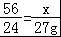 56/24 = x/27g